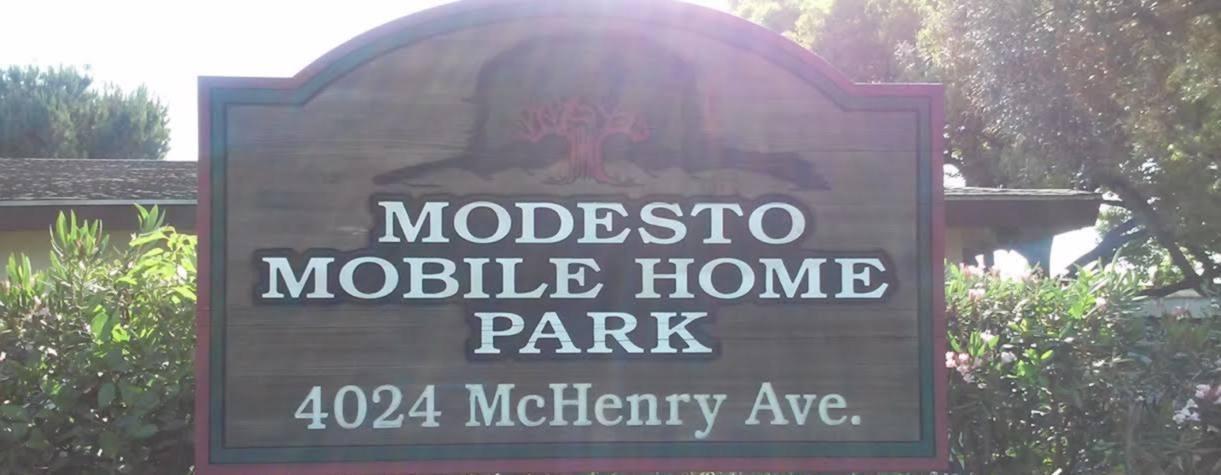 MODESTO
MOBILE HOME
PARK
4024 McHenry Ave.